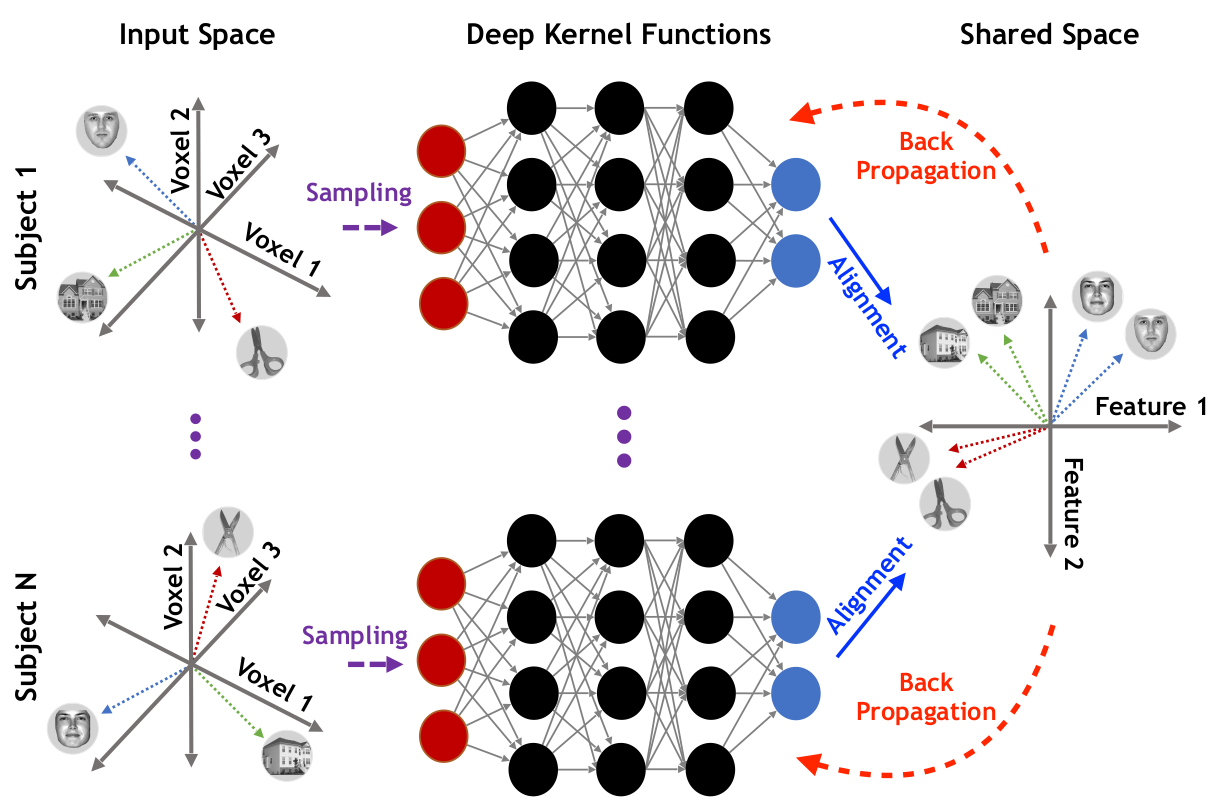 Input Space
Deep Kernel Functions
Shared Space
Subject 1
Voxel 2
Voxel 3
Voxel 1
Sampling
Back
Propagation
Alignment
Feature 1
Feature 2
Subject N
Voxel 2
Voxel 3
Voxel 1
Sampling
Alignment
Back
Propagation